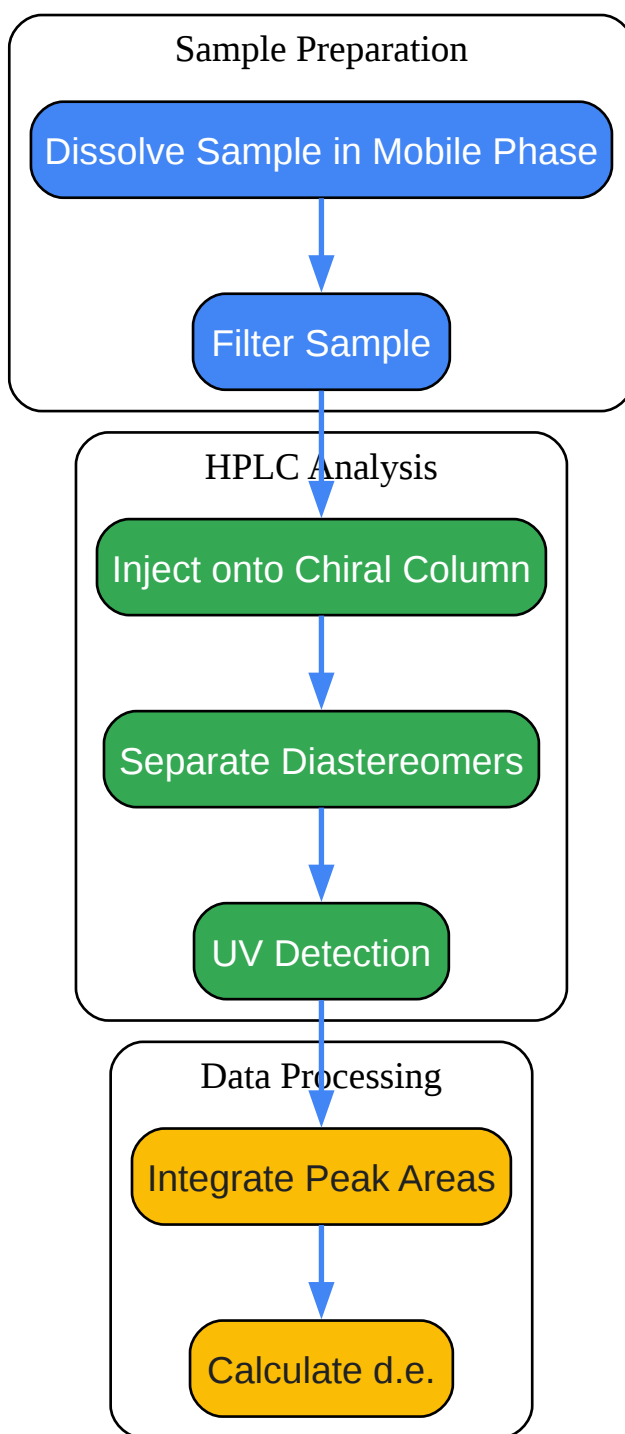 Sample Preparation
Dissolve Sample in Mobile Phase
Filter Sample
HPLC Analysis
Inject onto Chiral Column
Separate Diastereomers
UV Detection
Data Processing
Integrate Peak Areas
Calculate d.e.